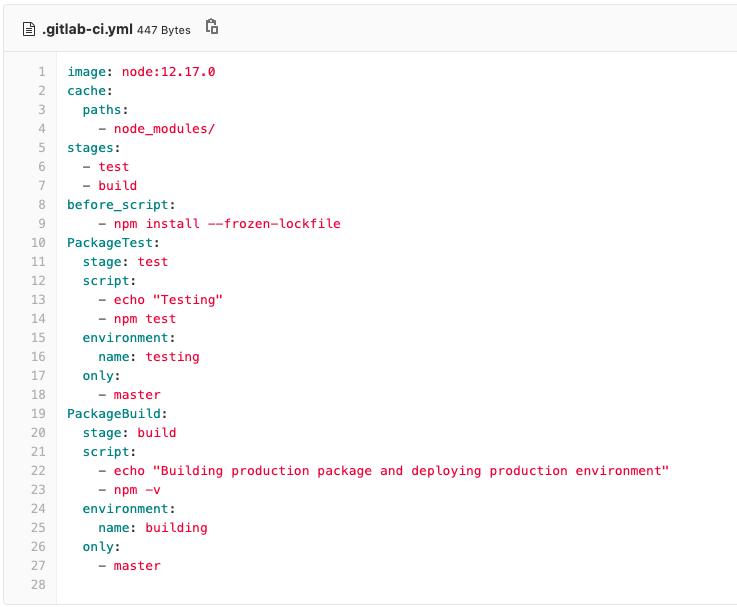 .gitlab-ci.yml 447 Bytes
1 image: node:12.17.0
2 cache:
3   paths:
4     - node_modules/
5 stages:
6   - test
7   - build
8 before_script:
9     - npm install --frozen-lockfile
10 PackageTest:
11   stage: test
12   script:
13     - echo "Testing"
14     - npm test
15   environment:
16     name: testing
17   only:
18     - master
19 PackageBuild:
20   stage: build
21   script:
22     - echo "Building production package and deploying production environment"
23     - npm -v
24   environment:
25     name: building
26   only:
27     - master
28